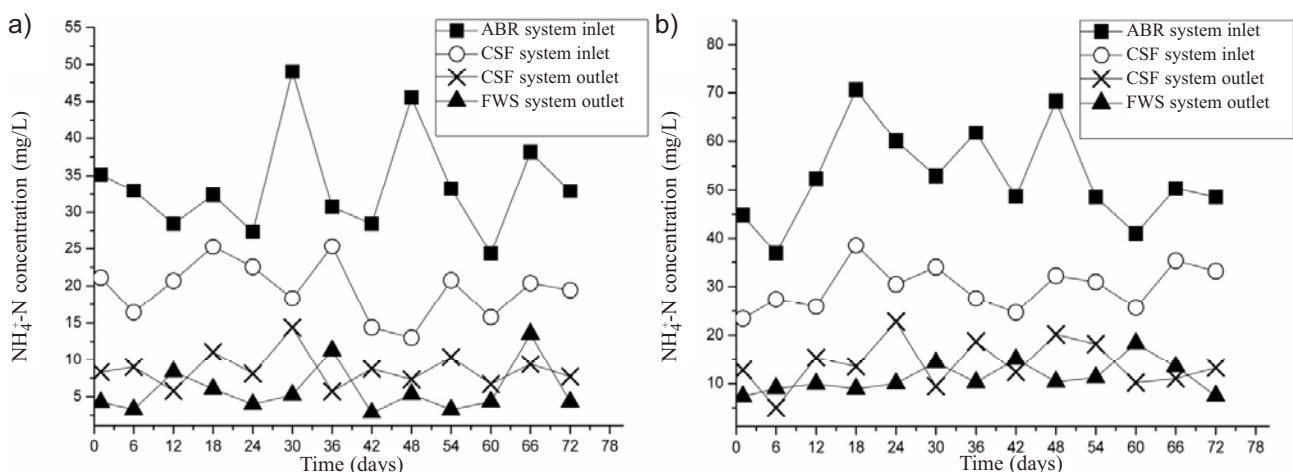 a)
NH₄⁺-N concentration (mg/L)
55
50
45
40
35
30
25
20
15
10
5
0 6 12 18 24 30 36 42 48 54 60 66 72 78
Time (days)
ABR system inlet
CSF system inlet
CSF system outlet
FWS system outlet
b)
NH₄⁺-N concentration (mg/L)
80
70
60
50
40
30
20
10
0 6 12 18 24 30 36 42 48 54 60 66 72 78
Time (days)
ABR system inlet
CSF system inlet
CSF system outlet
FWS system outlet